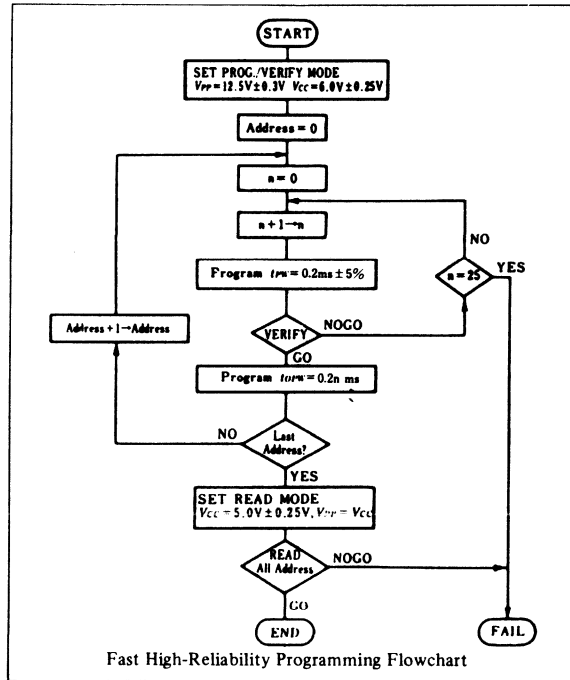 START
SET PROG./VERIFY MODE
VPP=12.5V±0.3V VCC=6.0V±0.25V
Address=0
n=0
n+1→n
NO
YES
n=25
Program tPW=0.2ms±5%
Address+1→Address
VERIFY
NOGO
GO
Program tOPW=0.2n ms
NO
Last
Address?
YES
SET READ MODE
VCC=5.0V±0.25V, VPP=VCC
READ
All Address
NOGO
GO
END
FAIL
Fast High-Reliability Programming Flowchart